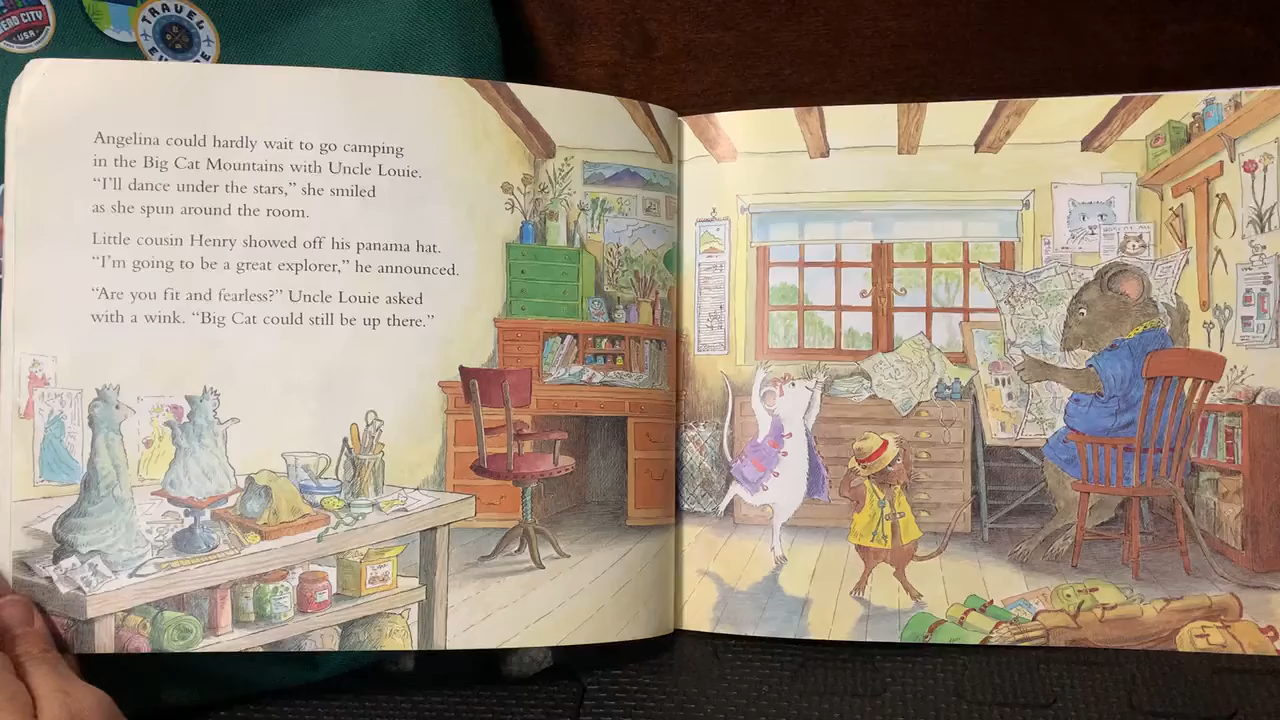 TRAVEL
Angelina could hardly wait to go camping
in the Big Cat Mountains with Uncle Louie.
“I’ll dance under the stars,” she smiled
as she spun around the room.
Little cousin Henry showed off his panama hat.
“I’m going to be a great explorer,” he announced.
“Are you fit and fearless?” Uncle Louie asked
with a wink. “Big Cat could still be up there.”